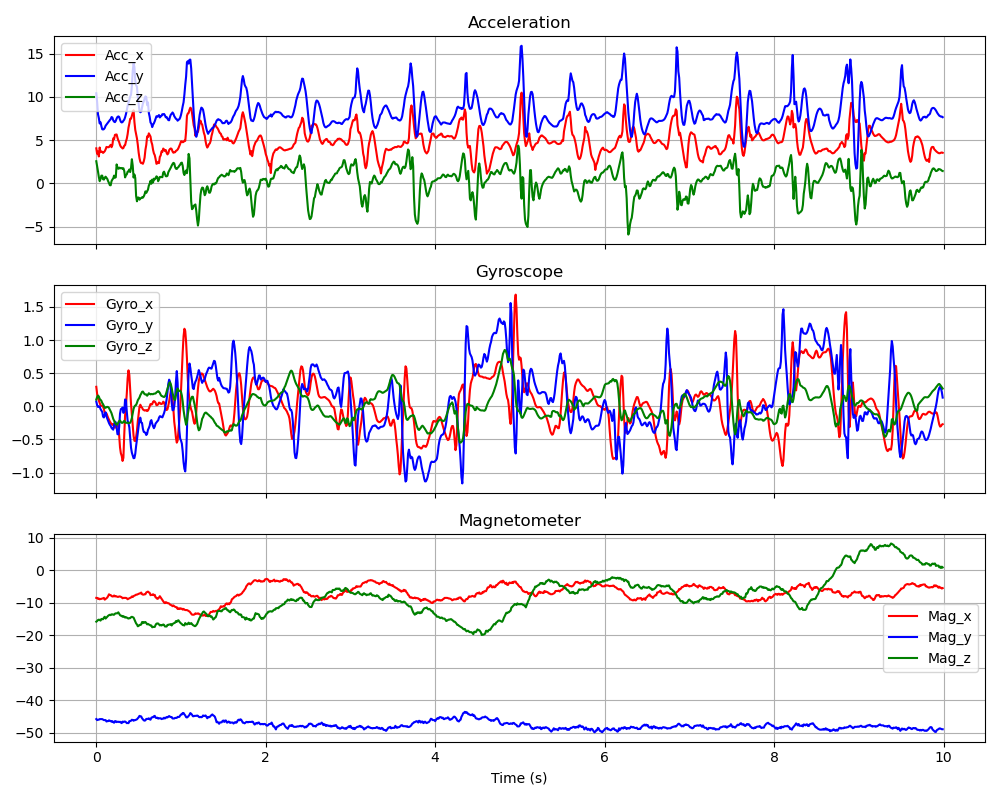 Acceleration
15
10
5
0
−5
Acc_x
Acc_y
Acc_z
Gyroscope
1.5
1.0
0.5
0.0
−0.5
−1.0
Gyro_x
Gyro_y
Gyro_z
Magnetometer
10
0
−10
−20
−30
−40
−50
Mag_x
Mag_y
Mag_z
0 2 4 6 8 10
Time (s)